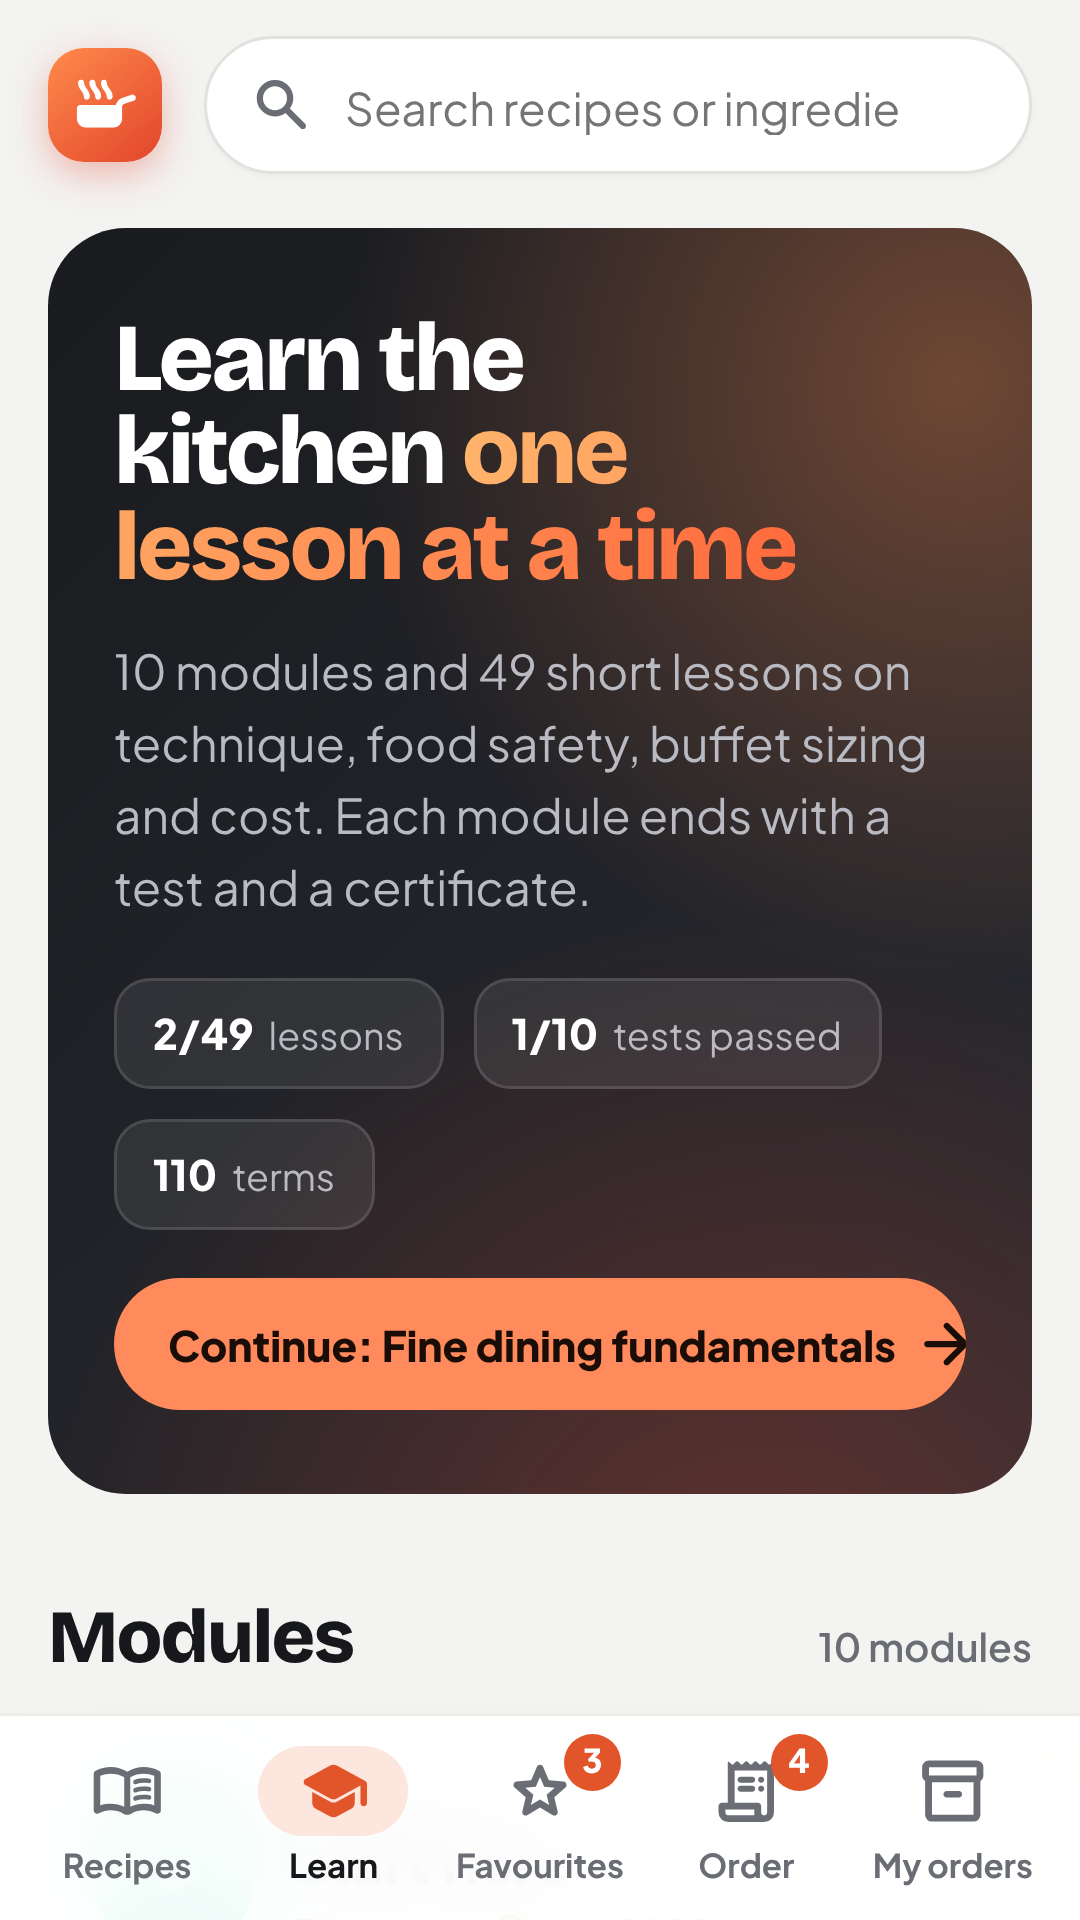 Search recipes or ingredie
Learn the
kitchen one
lesson at a time
10 modules and 49 short lessons on
technique, food safety, buffet sizing
and cost. Each module ends with a
test and a certificate.
2/49 lessons
1/10 tests passed
110 terms
Continue: Fine dining fundamentals
Modules
10 modules
3
4
Recipes
Learn
Favourites
Order
My orders